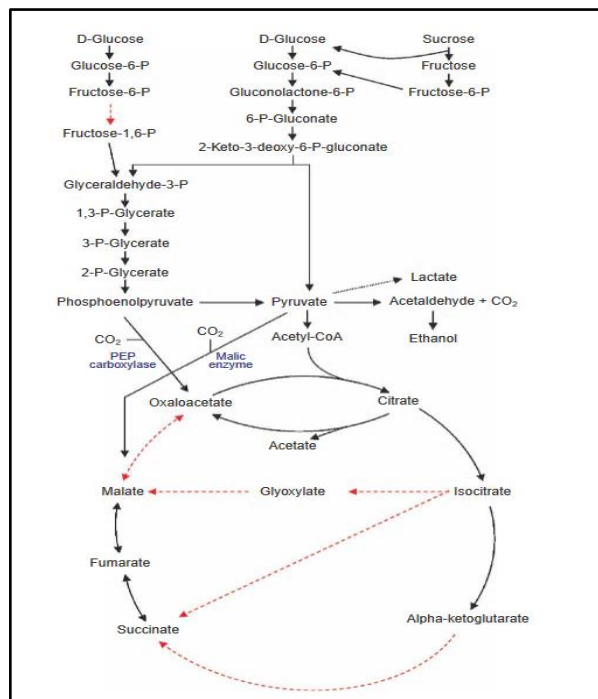 D-Glucose
Glucose-6-P
Fructose-6-P
Fructose-1,6-P
Glyceraldehyde-3-P
1,3-P-Glycerate
3-P-Glycerate
2-P-Glycerate
Phosphoenolpyruvate
D-Glucose
Glucose-6-P
Gluconolactone-6-P
6-P-Gluconate
2-Keto-3-deoxy-6-P-gluconate
Sucrose
Fructose
Fructose-6-P
Pyruvate
Lactate
Acetaldehyde + CO2
Ethanol
Acetyl-CoA
CO2
PEP
carboxylase
CO2
Malic
enzyme
Oxaloacetate
Citrate
Acetate
Malate
Glyoxylate
Isocitrate
Fumarate
Succinate
Alpha-ketoglutarate